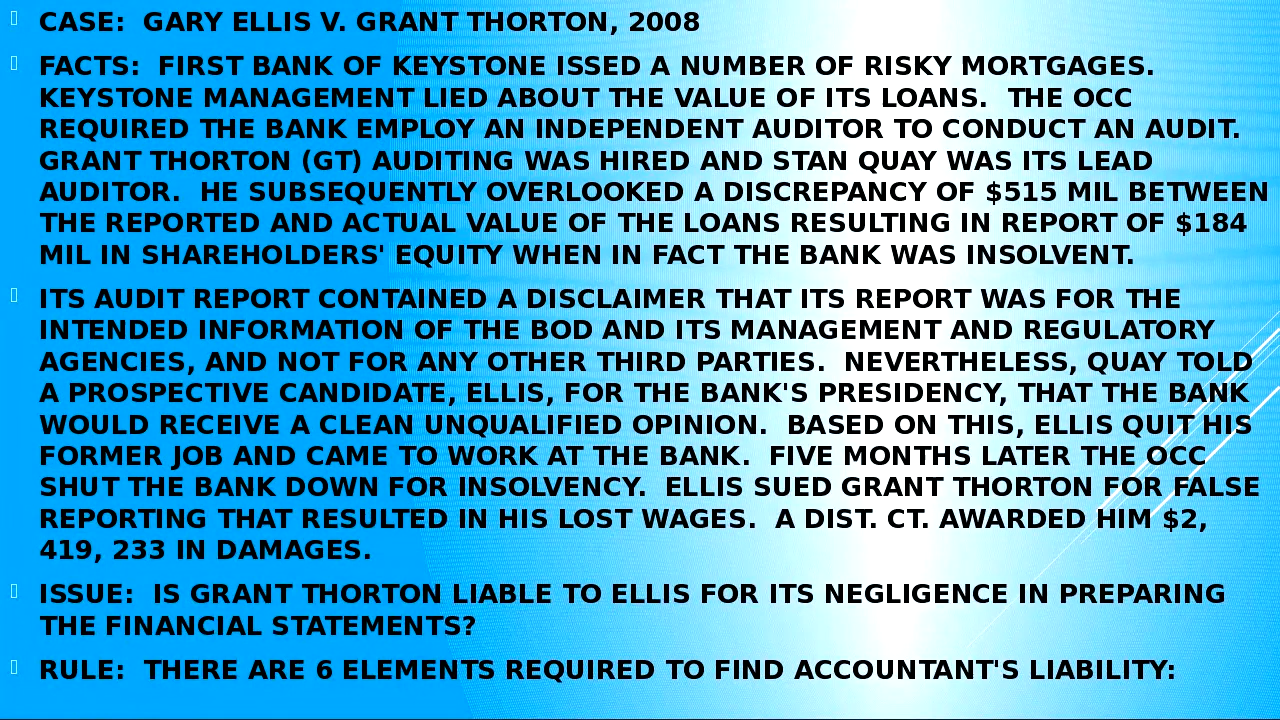 CASE:  GARY ELLIS V. GRANT THORTON, 2008
FACTS:  FIRST BANK OF KEYSTONE ISSED A NUMBER OF RISKY MORTGAGES.
KEYSTONE MANAGEMENT LIED ABOUT THE VALUE OF ITS LOANS.  THE OCC
REQUIRED THE BANK EMPLOY AN INDEPENDENT AUDITOR TO CONDUCT AN AUDIT.
GRANT THORTON (GT) AUDITING WAS HIRED AND STAN QUAY WAS ITS LEAD
AUDITOR.  HE SUBSEQUENTLY OVERLOOKED A DISCREPANCY OF $515 MIL BETWEEN
THE REPORTED AND ACTUAL VALUE OF THE LOANS RESULTING IN REPORT OF $184
MIL IN SHAREHOLDERS' EQUITY WHEN IN FACT THE BANK WAS INSOLVENT.
ITS AUDIT REPORT CONTAINED A DISCLAIMER THAT ITS REPORT WAS FOR THE
INTENDED INFORMATION OF THE BOD AND ITS MANAGEMENT AND REGULATORY
AGENCIES, AND NOT FOR ANY OTHER THIRD PARTIES.  NEVERTHELESS, QUAY TOLD
A PROSPECTIVE CANDIDATE, ELLIS, FOR THE BANK'S PRESIDENCY, THAT THE BANK
WOULD RECEIVE A CLEAN UNQUALIFIED OPINION.  BASED ON THIS, ELLIS QUIT HIS
FORMER JOB AND CAME TO WORK AT THE BANK.  FIVE MONTHS LATER THE OCC
SHUT THE BANK DOWN FOR INSOLVENCY.  ELLIS SUED GRANT THORTON FOR FALSE
REPORTING THAT RESULTED IN HIS LOST WAGES.  A DIST. CT. AWARDED HIM $2,
419, 233 IN DAMAGES.
ISSUE:  IS GRANT THORTON LIABLE TO ELLIS FOR ITS NEGLIGENCE IN PREPARING
THE FINANCIAL STATEMENTS?
RULE:  THERE ARE 6 ELEMENTS REQUIRED TO FIND ACCOUNTANT'S LIABILITY: